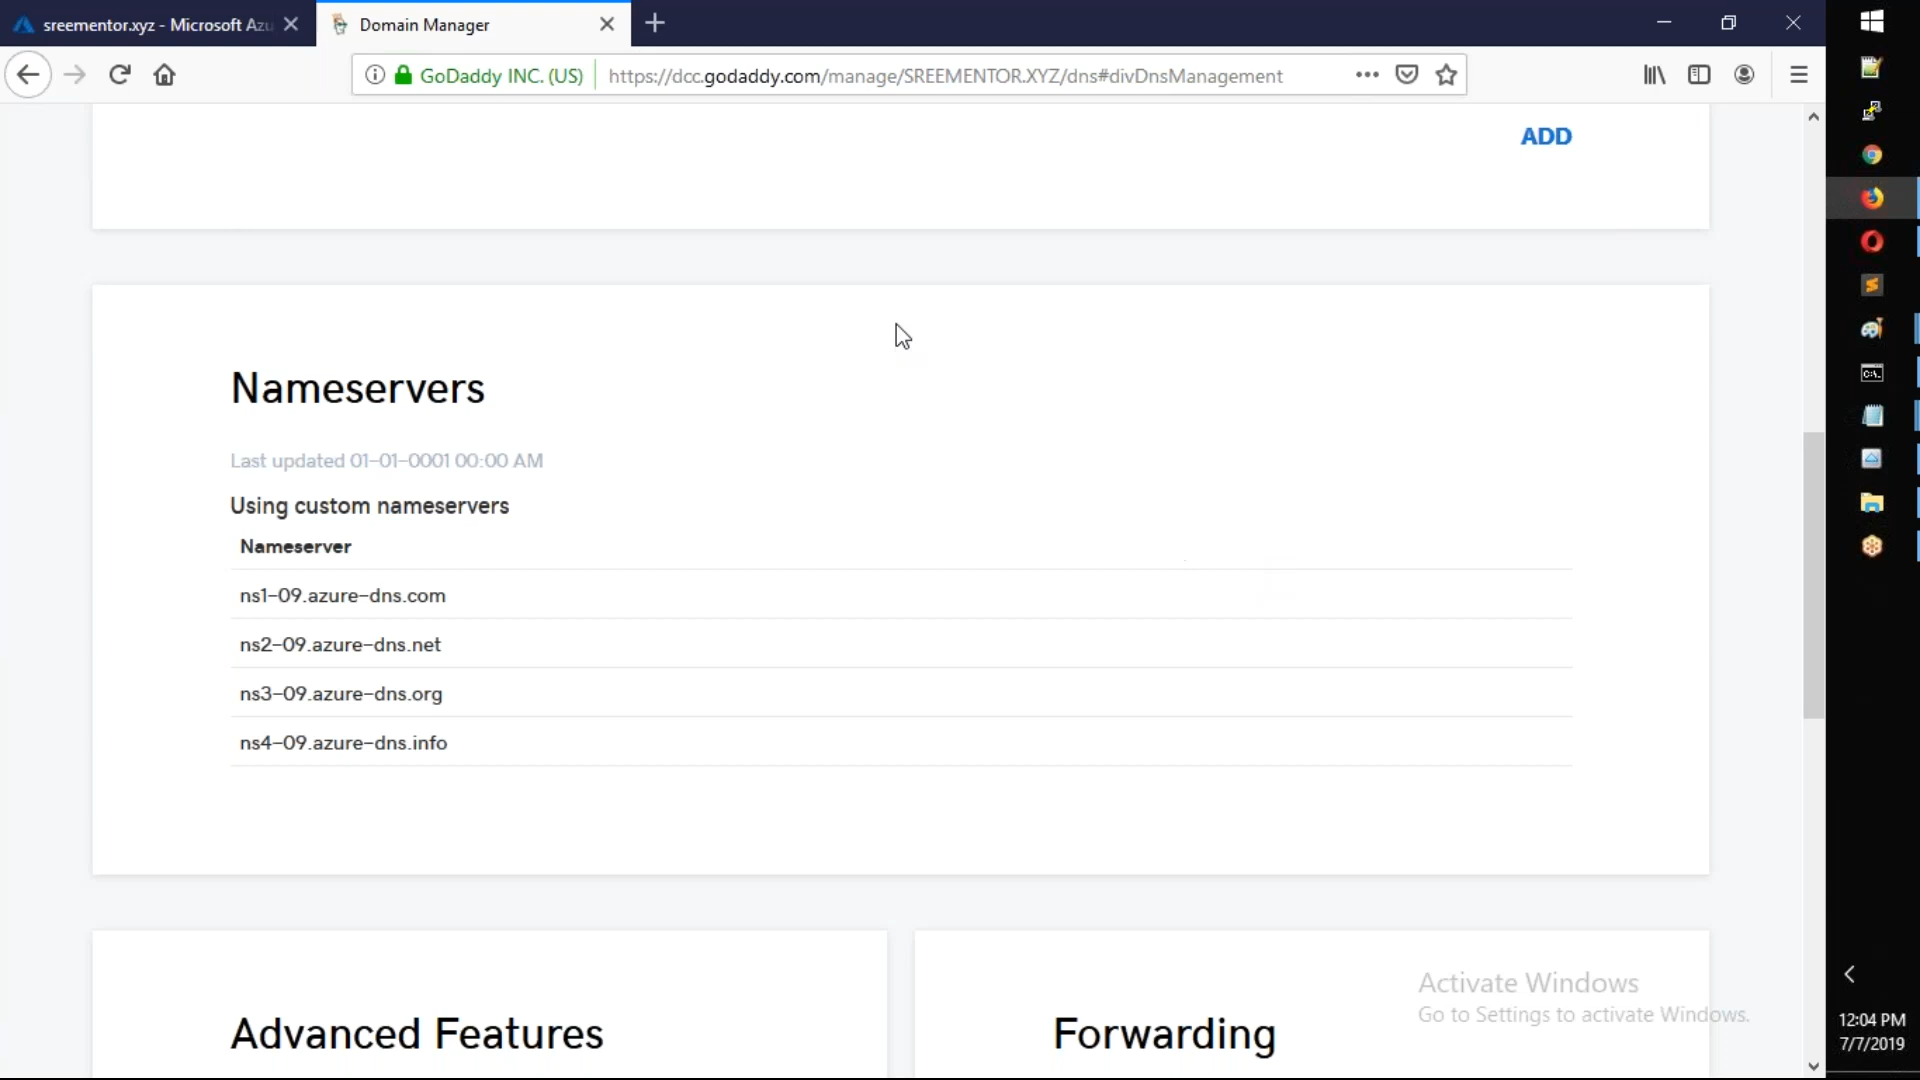 sreementor.xyz - Microsoft Azu
Domain Manager
GoDaddy INC. (US)
https://dcc.godaddy.com/manage/SREEMENTOR.XYZ/dns#divDnsManagement
ADD
Nameservers
Last updated 01-01-0001 00:00 AM
Using custom nameservers
Nameserver
ns1-09.azure-dns.com
ns2-09.azure-dns.net
ns3-09.azure-dns.org
ns4-09.azure-dns.info
Advanced Features
Forwarding
Activate Windows
Go to Settings to activate Windows.
12:04 PM
7/7/2019